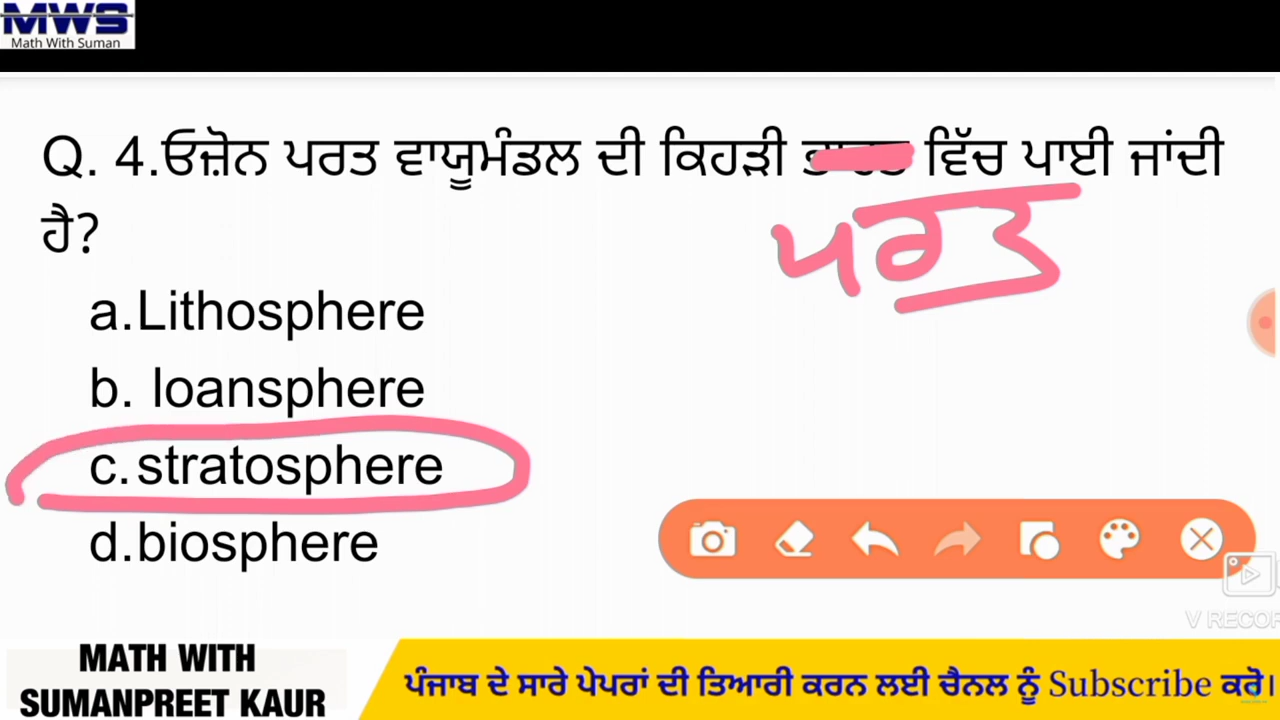 MWS
Math With Suman
Q. 4.ਓਜ਼ੋਨ ਪਰਤ ਵਾਯੂਮੰਡਲ ਦੀ ਕਿਹੜੀ ਵਿੱਚ ਪਾਈ ਜਾਂਦੀ
ਹੈ?
ਪਰਤ
a.Lithosphere
b. loansphere
c.stratosphere
d.biosphere
V RECOR
MATH WITH
SUMANPREET KAUR
ਪੰਜਾਬ ਦੇ ਸਾਰੇ ਪੇਪਰਾਂ ਦੀ ਤਿਆਰੀ ਕਰਨ ਲਈ ਚੈਨਲ ਨੂੰ Subscribe ਕਰੋ।